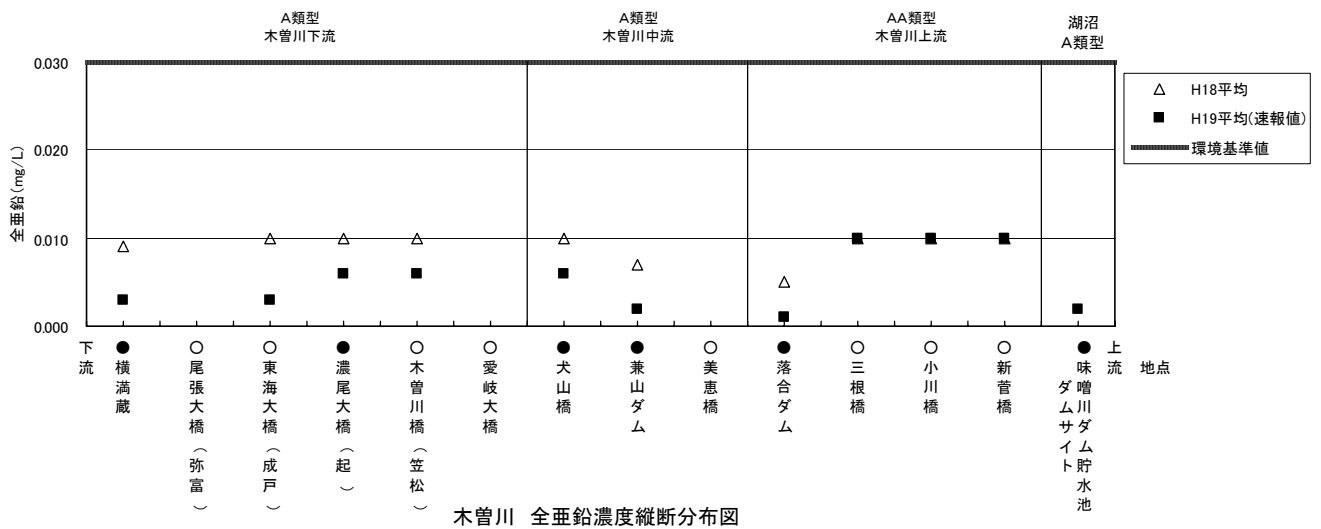 A類型
木曽川下流
A類型
木曽川中流
AA類型
木曽川上流
湖沼
A類型
0.030
0.020
0.010
0.000
全亜鉛(mg/L)
△ H18平均
■ H19平均(速報値)
環境基準値
下流
● 横満蔵
○ 尾張大橋(弥富)
○ 東海大橋(成戸)
● 濃尾大橋(起)
○ 木曽川橋(笠松)
○ 愛岐大橋
● 犬山橋
● 兼山ダム
○ 美恵橋
● 落合ダム
○ 三根橋
○ 小川橋
○ 新菅橋
● 味噌川ダム貯水池
ダムサイト
上流
地点
木曽川 全亜鉛濃度縦断分布図